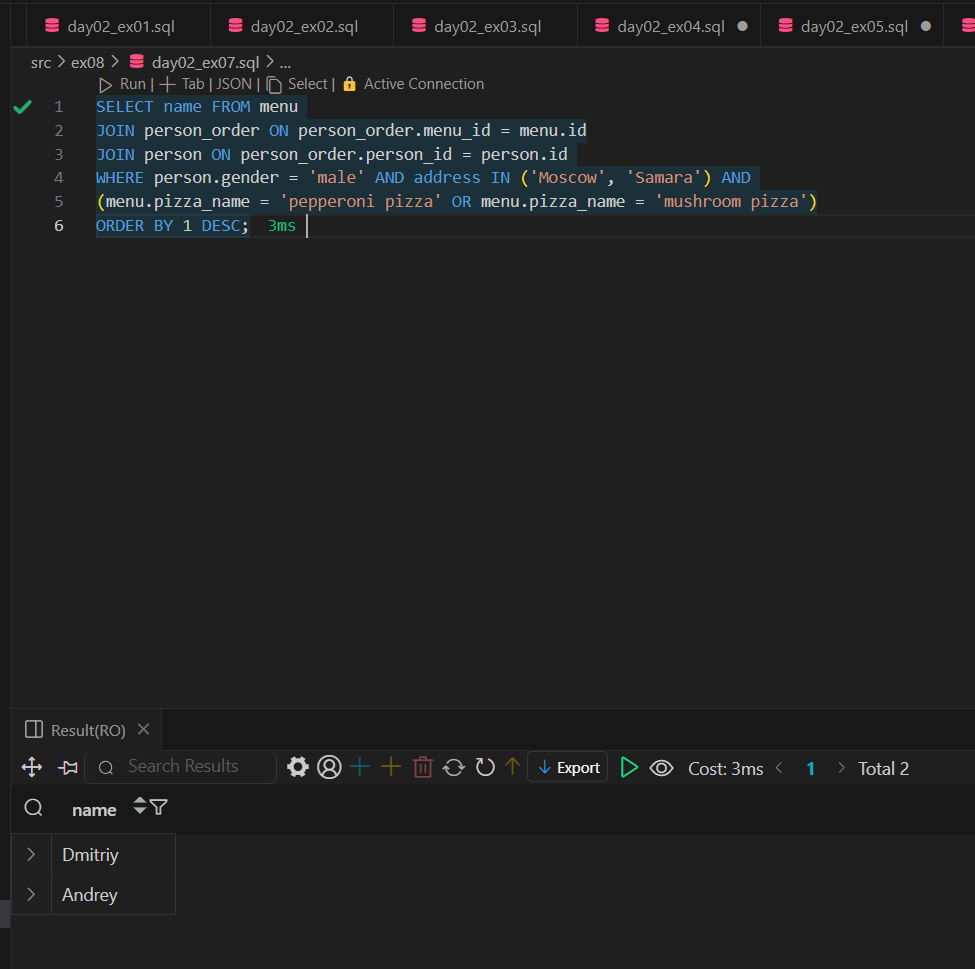 day02_ex01.sql day02_ex02.sql day02_ex03.sql day02_ex04.sql day02_ex05.sql
src > ex08 > day02_ex07.sql > ...
Run | Tab | JSON | Select | Active Connection
1 SELECT name FROM menu
2 JOIN person_order ON person_order.menu_id = menu.id
3 JOIN person ON person_order.person_id = person.id
4 WHERE person.gender = 'male' AND address IN ('Moscow', 'Samara') AND
5 (menu.pizza_name = 'pepperoni pizza' OR menu.pizza_name = 'mushroom pizza')
6 ORDER BY 1 DESC; 3ms
Result(RO)
Search Results Export Cost: 3ms < 1 > Total 2
name
Dmitriy
Andrey